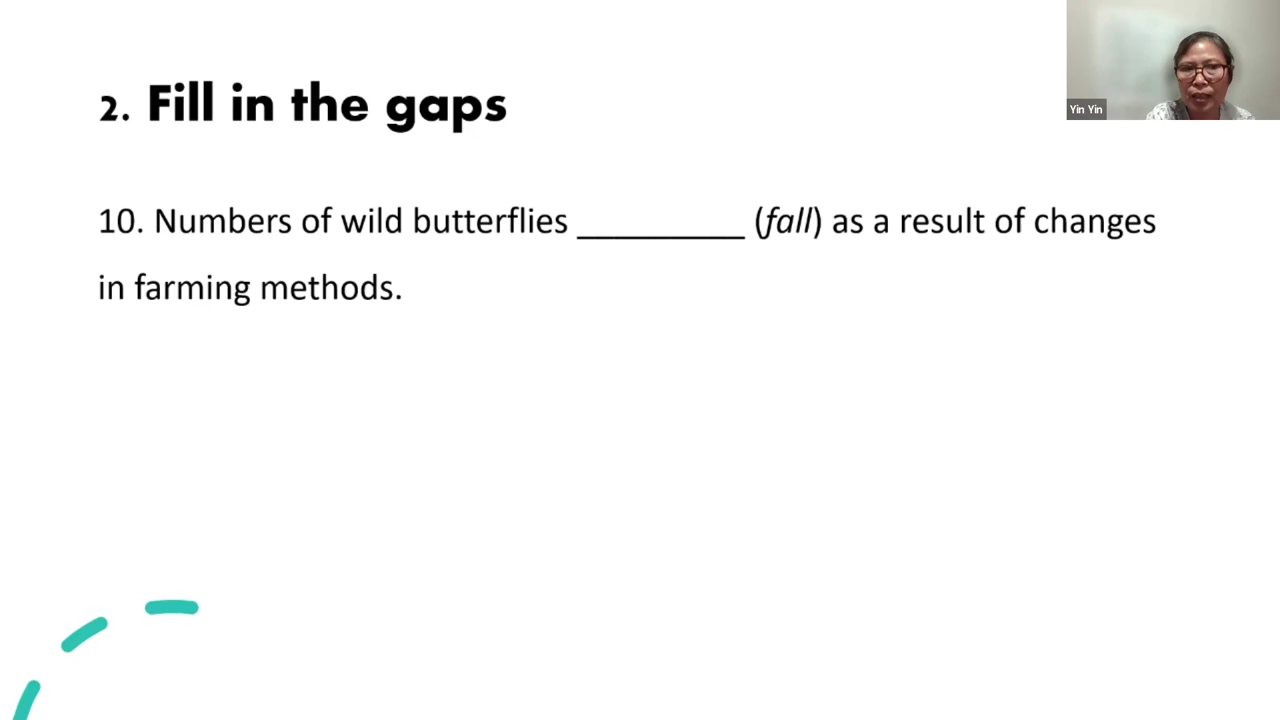 2. Fill in the gaps
Yin Yin
10. Numbers of wild butterflies _________ (fall) as a result of changes
in farming methods.